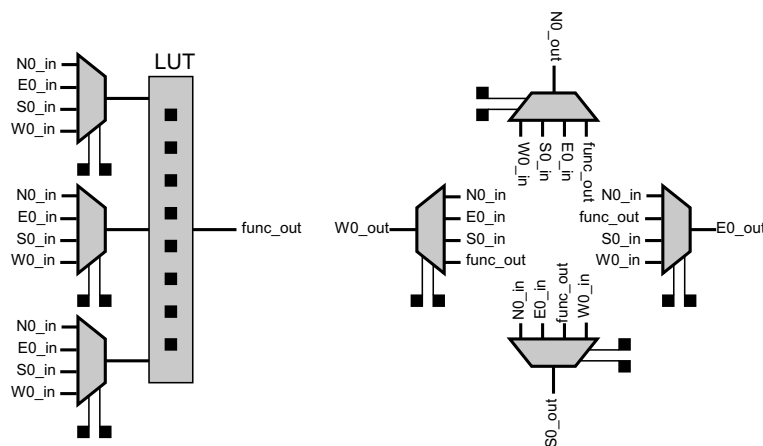 LUT
N0_in
E0_in
S0_in
W0_in
N0_in
E0_in
S0_in
W0_in
N0_in
E0_in
S0_in
W0_in
func_out
N0_out
W0_in
S0_in
E0_in
func_out
W0_out
N0_in
E0_in
S0_in
func_out
N0_in
func_out
S0_in
W0_in
E0_out
N0_in
E0_in
func_out
W0_in
S0_out